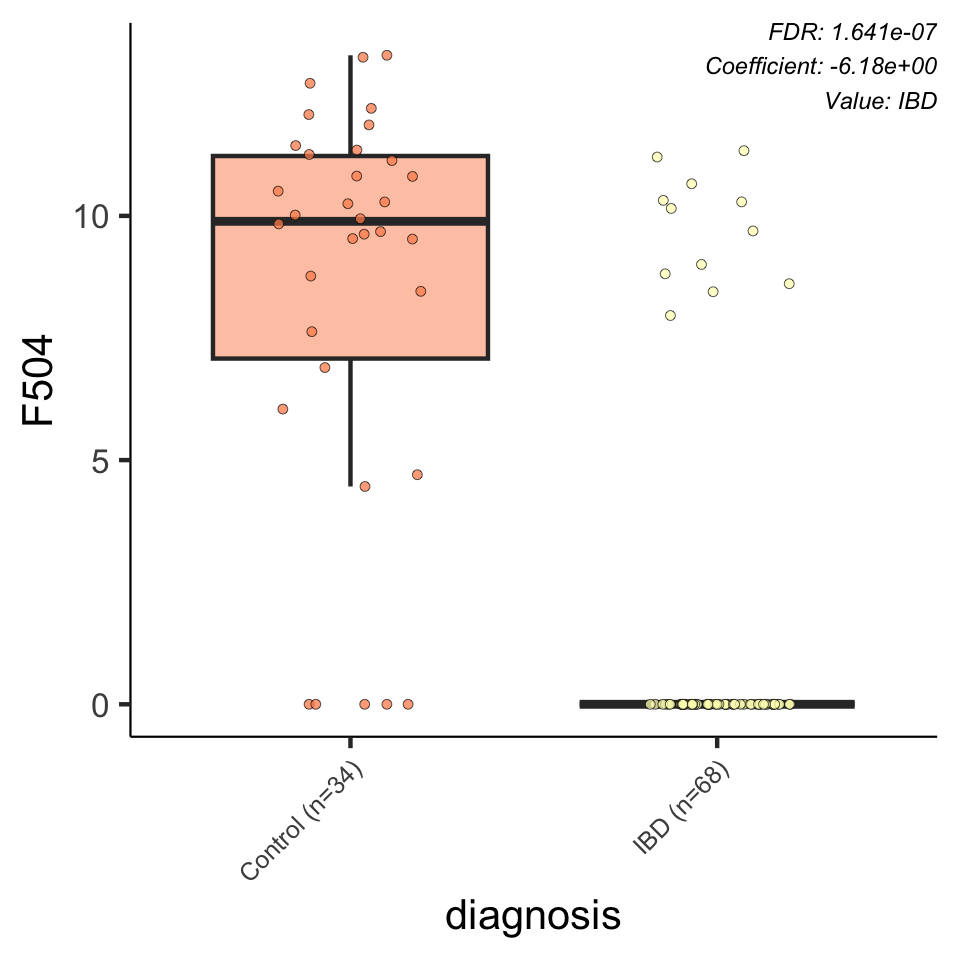 FDR: 1.641e-07
Coefficient: -6.18e+00
Value: IBD
F504
10
5
0
Control (n=34)
IBD (n=68)
diagnosis